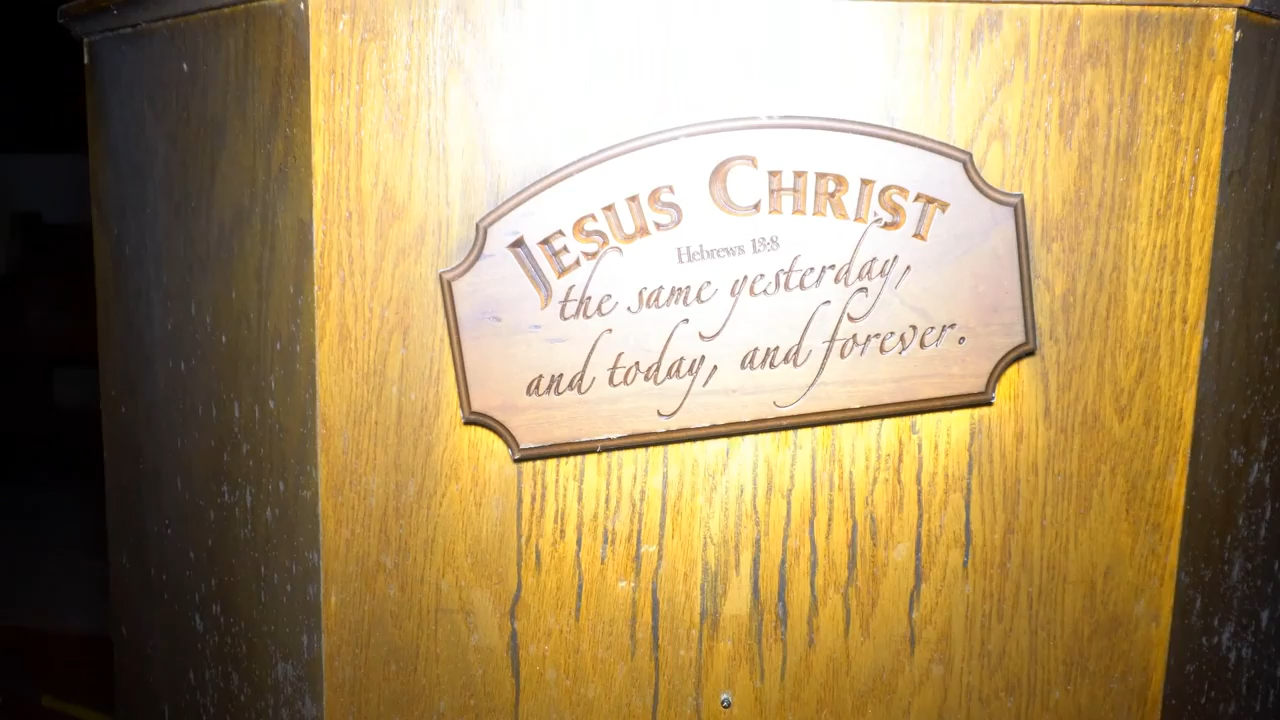 JESUS CHRIST
Hebrews 13:8
the same yesterday,
and today, and forever.